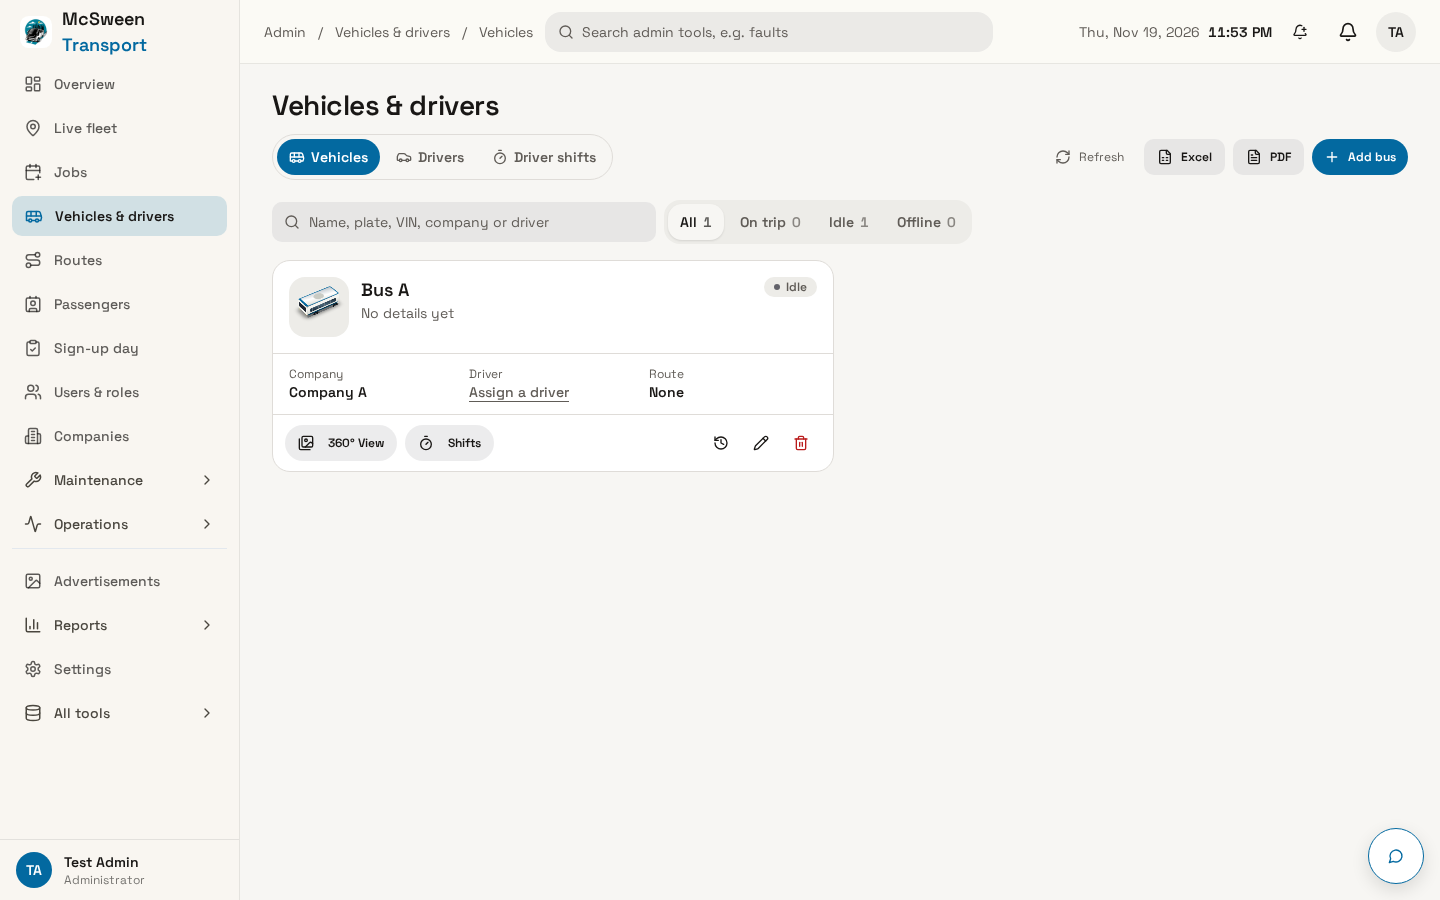 McSween
Transport
Admin / Vehicles & drivers / Vehicles
Search admin tools, e.g. faults
Thu, Nov 19, 2026 11:53 PM
TA
Overview
Live fleet
Jobs
Vehicles & drivers
Routes
Passengers
Sign-up day
Users & roles
Companies
Maintenance
Operations
Advertisements
Reports
Settings
All tools
TA
Test Admin
Administrator
Vehicles & drivers
Vehicles
Drivers
Driver shifts
Refresh
Excel
PDF
Add bus
Name, plate, VIN, company or driver
All 1
On trip 0
Idle 1
Offline 0
Bus A
No details yet
Idle
Company
Company A
Driver
Assign a driver
Route
None
360° View
Shifts